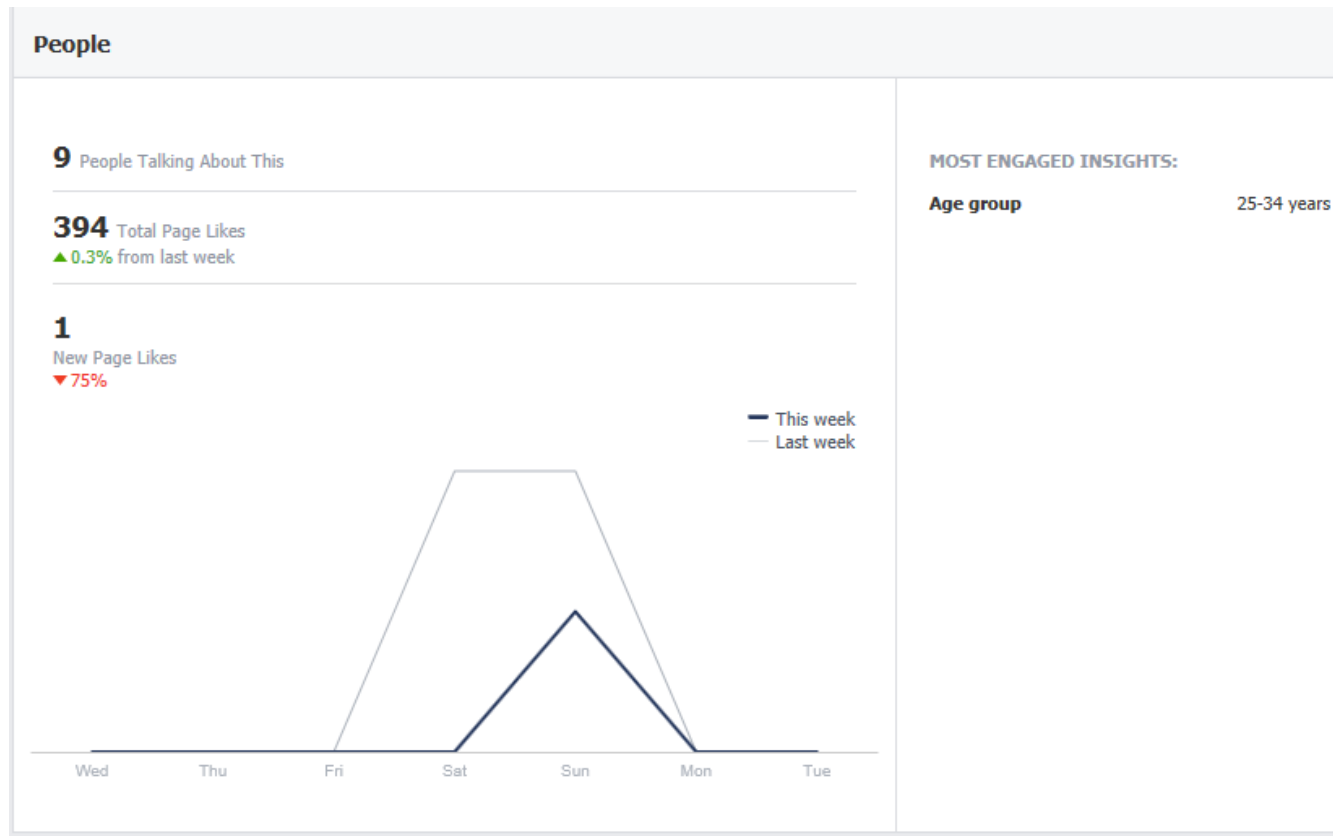 People
9 People Talking About This
394 Total Page Likes
▲ 0.3% from last week
1
New Page Likes
▼ 75%
This week
Last week
Wed Thu Fri Sat Sun Mon Tue
MOST ENGAGED INSIGHTS:
Age group 25-34 years